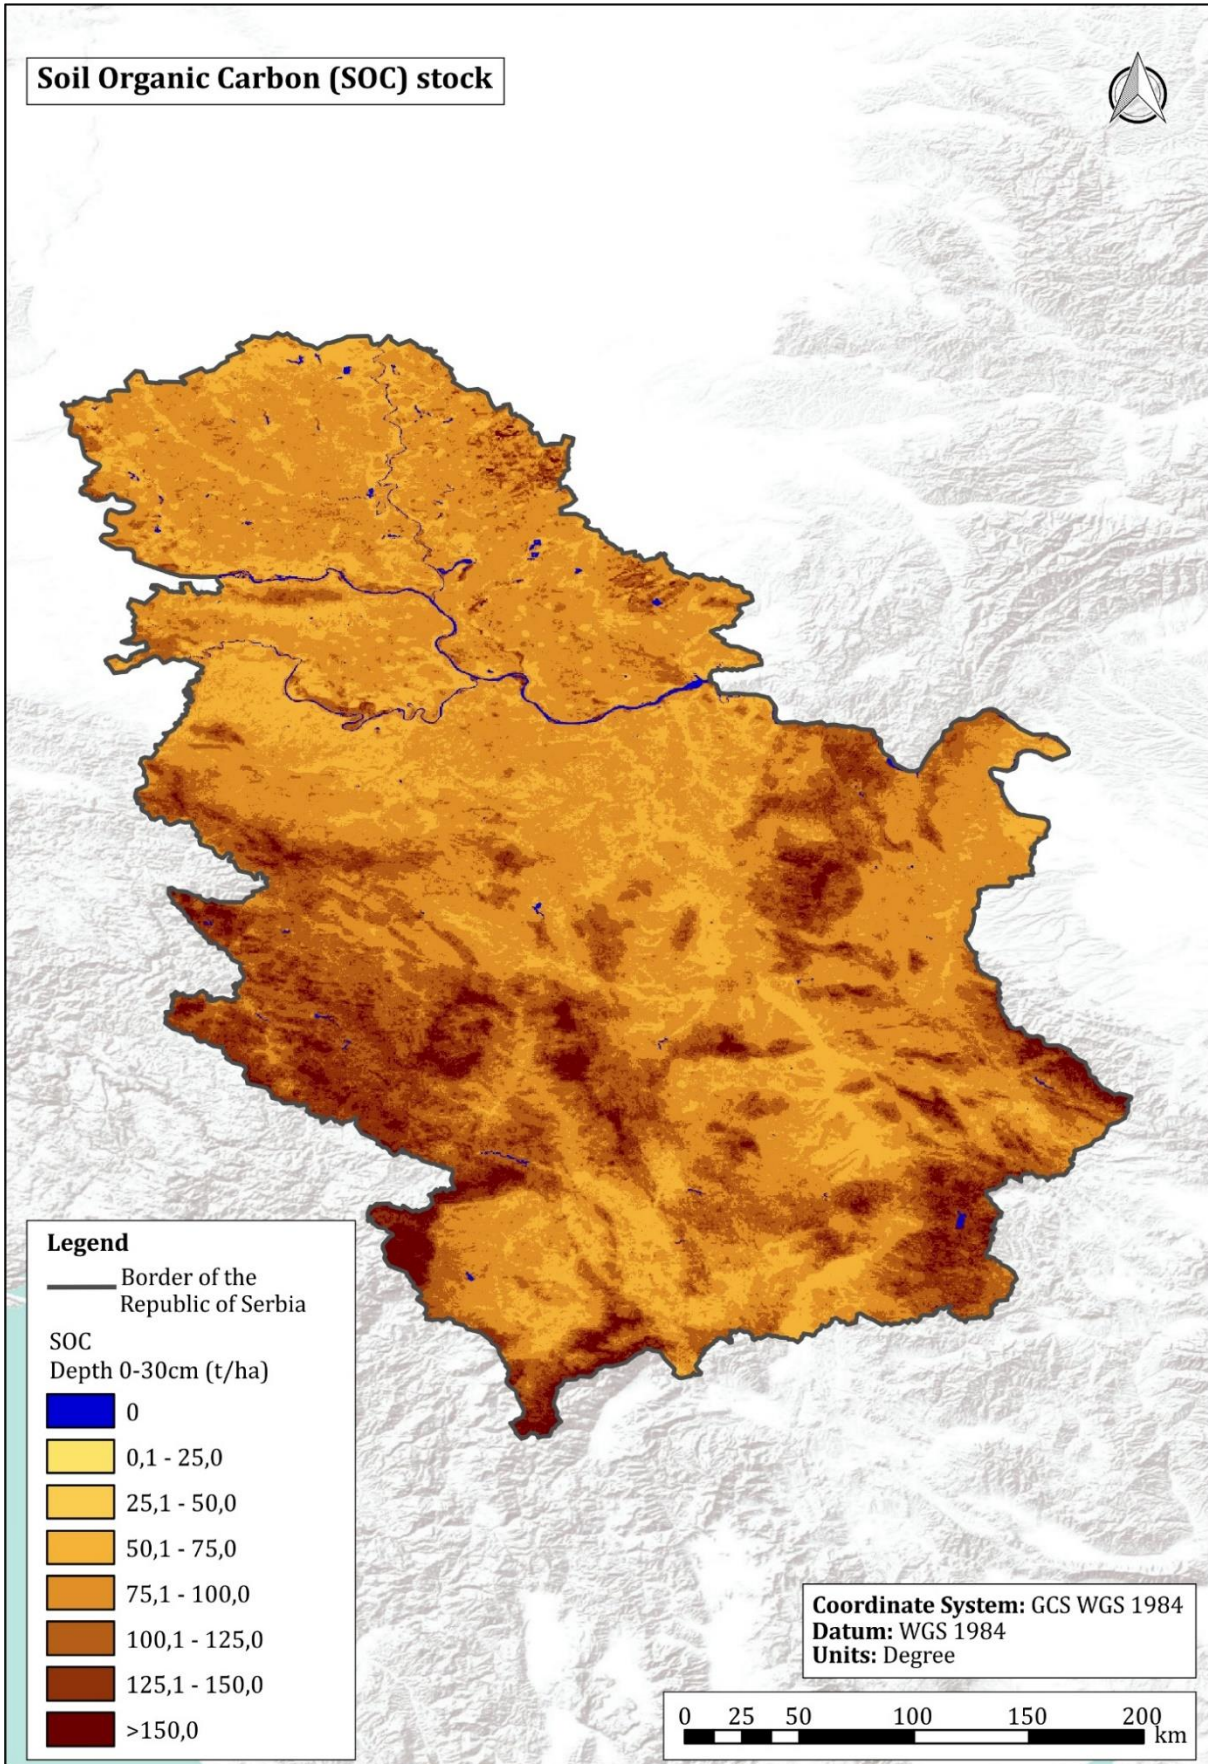 Soil Organic Carbon (SOC) stock
Legend
Border of the
Republic of Serbia
SOC
Depth 0-30cm (t/ha)
0
0,1 - 25,0
25,1 - 50,0
50,1 - 75,0
75,1 - 100,0
100,1 - 125,0
125,1 - 150,0
>150,0
Coordinate System: GCS WGS 1984
Datum: WGS 1984
Units: Degree
0 25 50 100 150 200
km